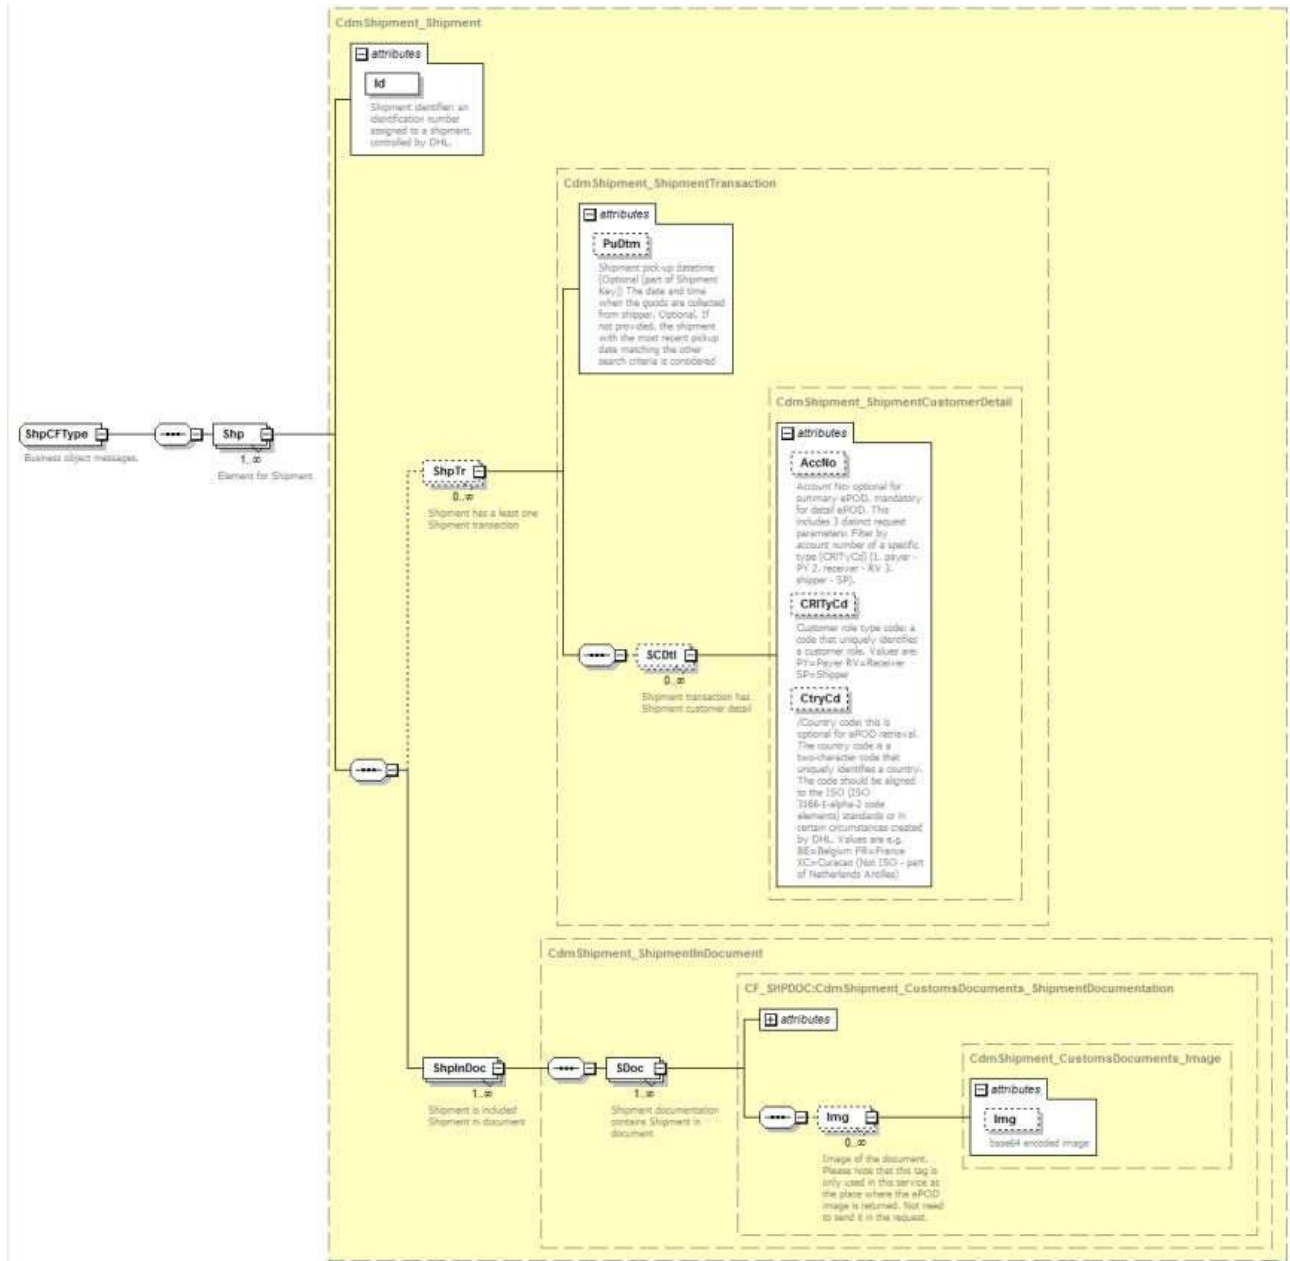 CdmShipment_Shipment
attributes
Id
Shipment identifier: an
identification number
assigned to a shipment,
controlled by DHL.
CdmShipment_ShipmentTransaction
attributes
PuDtm
Shipment pick-up datetime
(Optional (part of Shipment
Key)) The date and time
when the goods are collected
from shipper. Optional. If
not provided, the shipment
with the most recent pickup
date matching the other
search criteria is considered
CdmShipment_ShipmentCustomerDetail
attributes
AccNo
Account No- optional for
summary ePOD, mandatory
for detail ePOD. This
includes 3 distinct request
parameters: Filter by
account number of a specific
type (CRlTyCd) (1. payer -
PY 2. receiver - RV 3.
shipper - SP).
CRlTyCd
Customer role type code: a
code that uniquely identifies
a customer role. Values are:
PY=Payer RV=Receiver
SP=Shipper
CtryCd
/Country code: this is
optional for ePOD retrieval.
The country code is a
two-character code that
uniquely identifies a country.
The code should be aligned
to the ISO (ISO
3166-1-alpha-2 code
elements) standards or in
certain circumstances created
by DHL. Values are e.g.
BE=Belgium FR=France
XC=Curacao (Not ISO - part
of Netherlands Antilles)
ShpCFType
Business object messages.
Shp
1..∞
Element for Shipment
ShpTr
0..∞
Shipment has a least one
Shipment transaction
SCDtl
0..∞
Shipment transaction has
Shipment customer detail
CdmShipment_ShipmentInDocument
CF_SHPDOC:CdmShipment_CustomsDocuments_ShipmentDocumentation
attributes
ShpInDoc
1..∞
Shipment is included
Shipment in document
SDoc
1..∞
Shipment documentation
contains Shipment in
document
CdmShipment_CustomsDocuments_Image
attributes
Img
base64 encoded image
Img
0..∞
Image of the document.
Please note that this tag is
only used in this service as
the place where the ePOD
image is returned. Not need
to send it in the request.